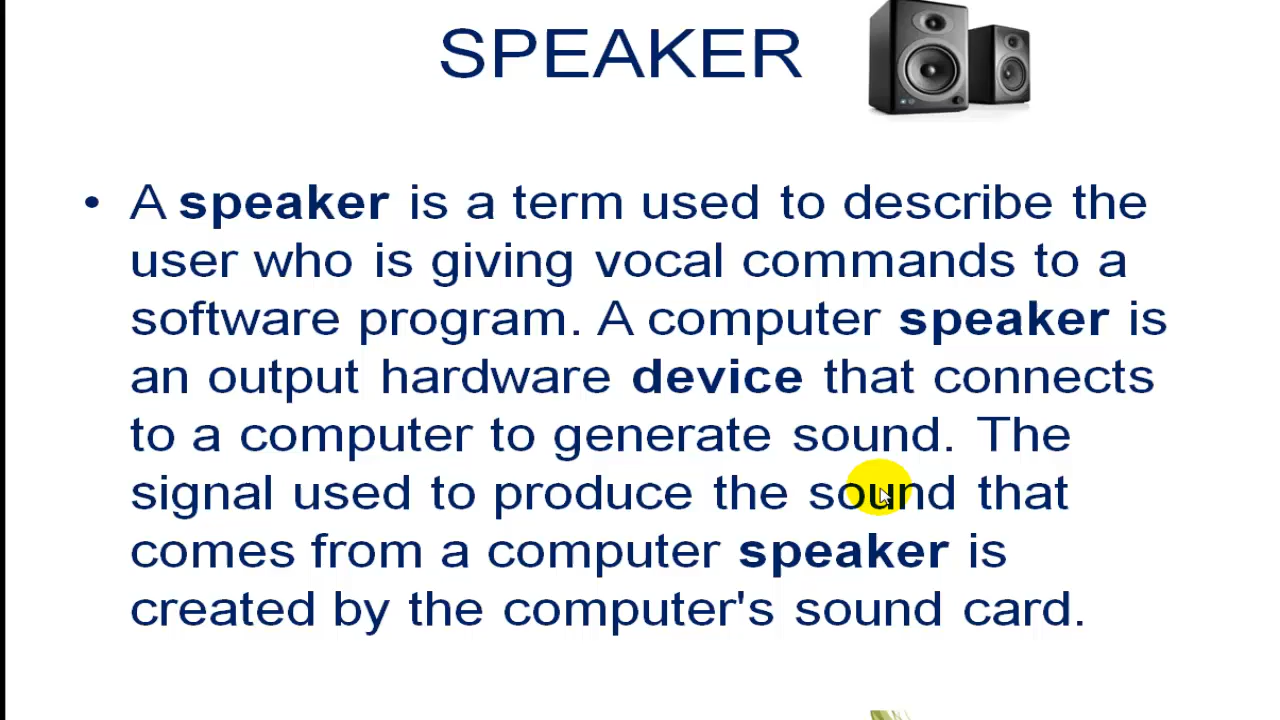 SPEAKER
• A speaker is a term used to describe the
user who is giving vocal commands to a
software program. A computer speaker is
an output hardware device that connects
to a computer to generate sound. The
signal used to produce the sound that
comes from a computer speaker is
created by the computer's sound card.